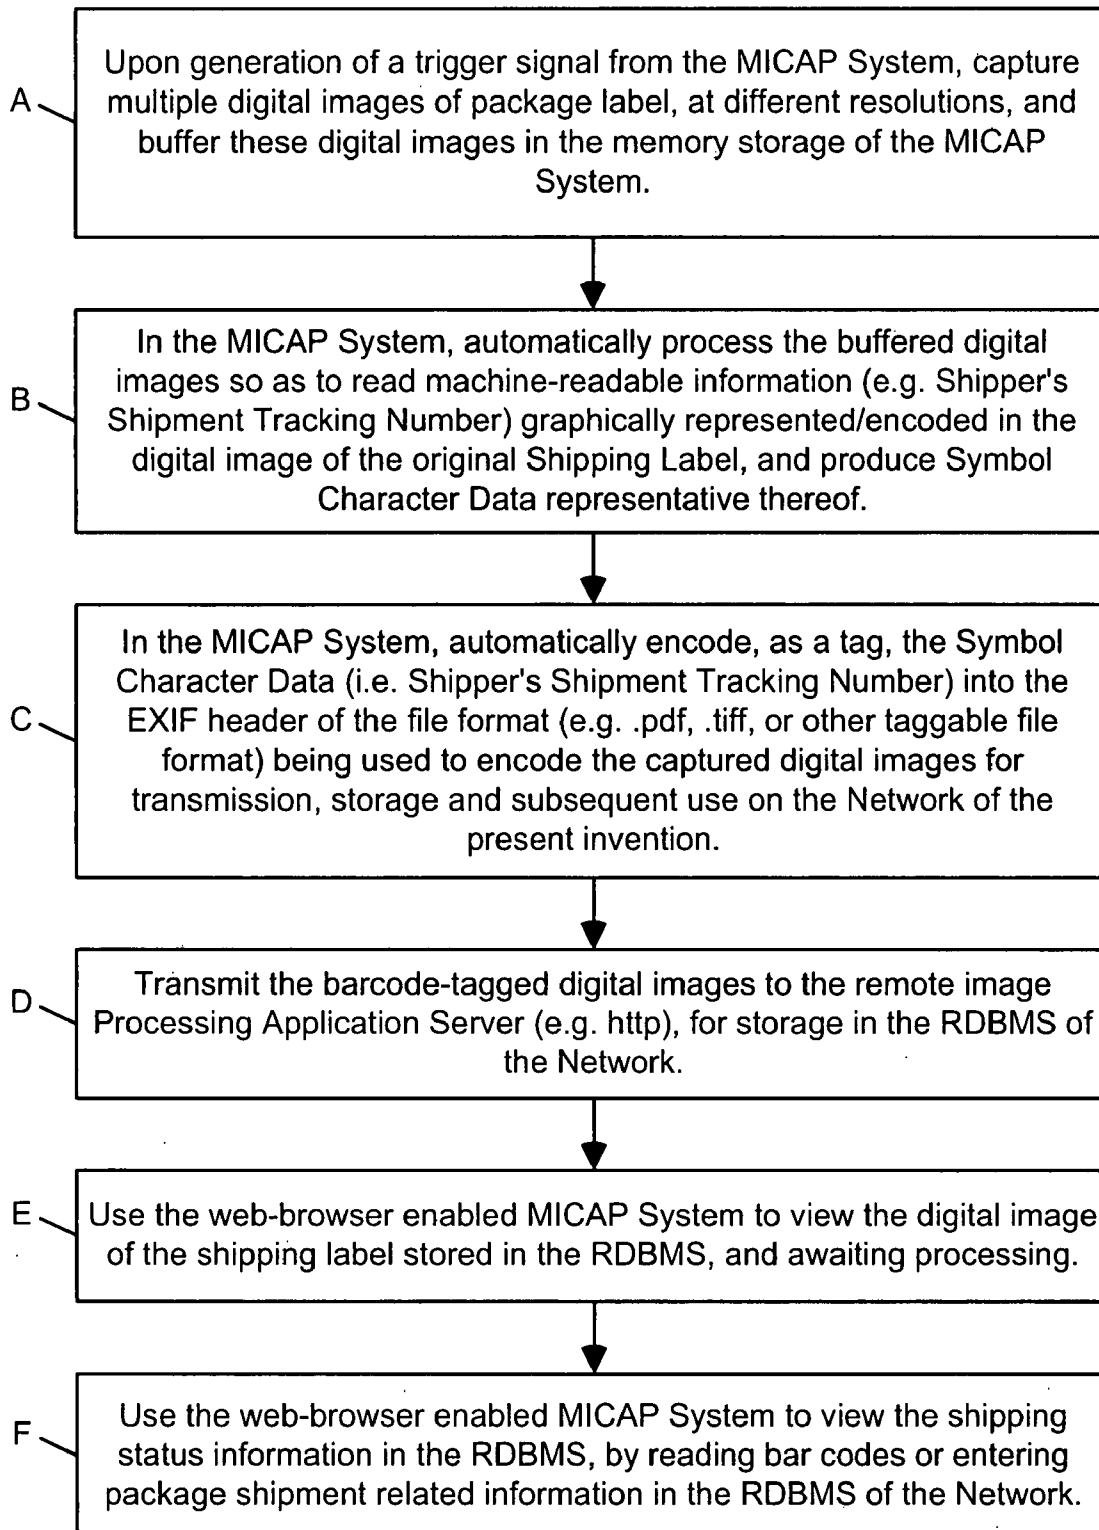 A
Upon generation of a trigger signal from the MICAP System, capture
multiple digital images of package label, at different resolutions, and
buffer these digital images in the memory storage of the MICAP
System.
B
In the MICAP System, automatically process the buffered digital
images so as to read machine-readable information (e.g. Shipper's
Shipment Tracking Number) graphically represented/encoded in the
digital image of the original Shipping Label, and produce Symbol
Character Data representative thereof.
C
In the MICAP System, automatically encode, as a tag, the Symbol
Character Data (i.e. Shipper's Shipment Tracking Number) into the
EXIF header of the file format (e.g. .pdf, .tiff, or other taggable file
format) being used to encode the captured digital images for
transmission, storage and subsequent use on the Network of the
present invention.
D
Transmit the barcode-tagged digital images to the remote image
Processing Application Server (e.g. http), for storage in the RDBMS of
the Network.
E
Use the web-browser enabled MICAP System to view the digital image
of the shipping label stored in the RDBMS, and awaiting processing.
F
Use the web-browser enabled MICAP System to view the shipping
status information in the RDBMS, by reading bar codes or entering
package shipment related information in the RDBMS of the Network.